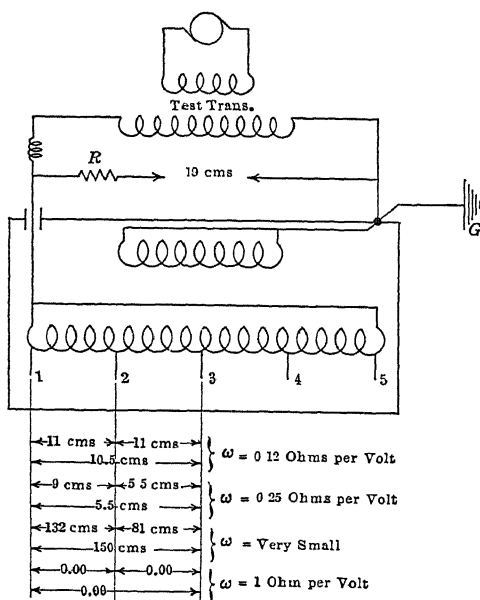 Test Trans.
R
19 cms
G
1 2 3 4 5
11 cms 11 cms
10.5 cms
ω = 0 12 Ohms per Volt
9 cms 5 5 cms
5.5 cms
ω = 0 25 Ohms per Volt
132 cms 81 cms
150 cms
ω = Very Small
0.00 0.00
0.00
ω = 1 Ohm per Volt